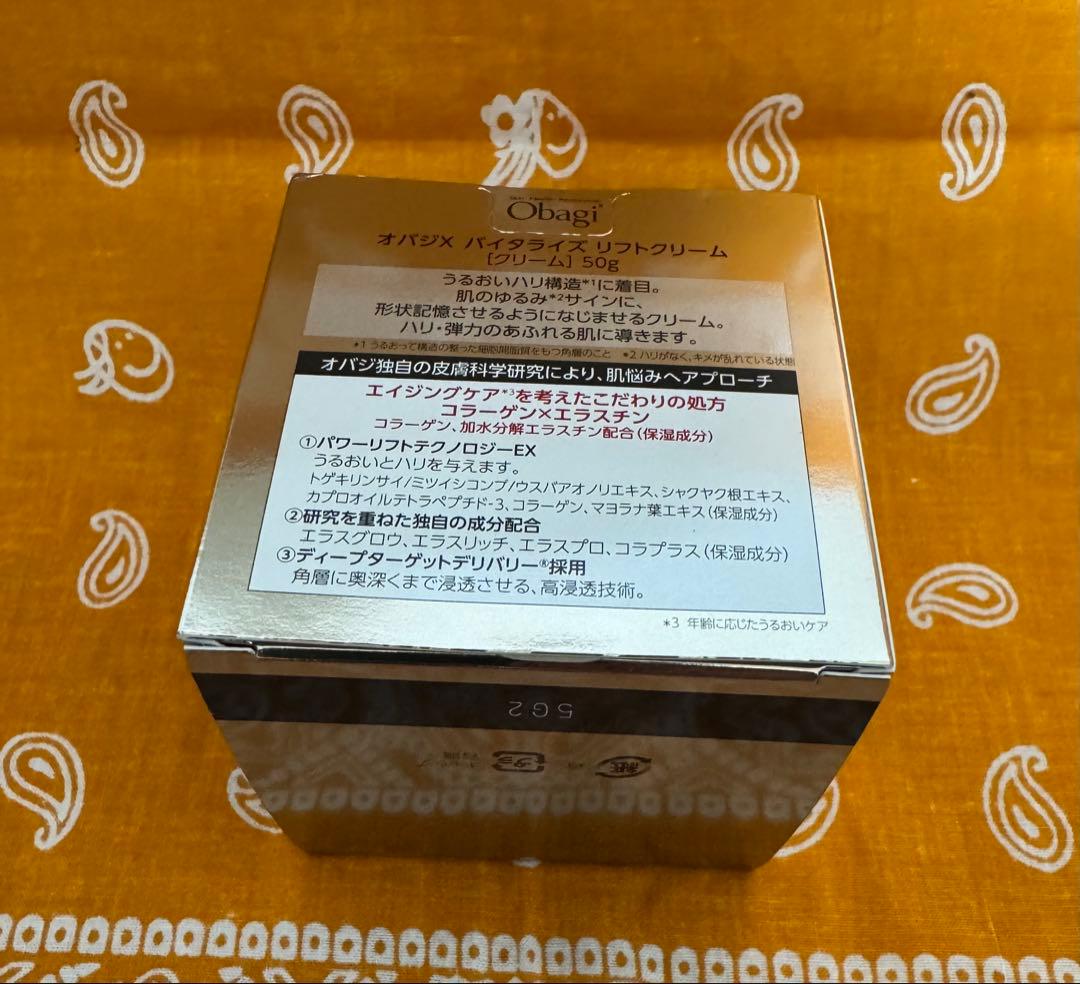 Obagi
オバジX バイタライズ リフトクリーム
[クリーム] 50g
うるおいハリ構造*1に着目。
肌のゆるみ*2サインに、
形状記憶させるようになじませるクリーム。
ハリ・弾力のあふれる肌に導きます。
*1 うるおって構造の整った細胞間脂質をもつ角層のこと *2 ハリがなく、キメが乱れている状態
オバジ独自の皮膚科学研究により、肌悩みへアプローチ
エイジングケア*3を考えたこだわりの処方
コラーゲン×エラスチン
コラーゲン、加水分解エラスチン配合(保湿成分)
①パワーリフトテクノロジーEX
うるおいとハリを与えます。
トゲキリンサイ/ミツイシコンブ/ウスバアオノリエキス、シャクヤク根エキス、
カプロオイルテトラペプチド-3、コラーゲン、マヨラナ葉エキス(保湿成分)
②研究を重ねた独自の成分配合
エラスグロウ、エラスリッチ、エラスプロ、コラプラス(保湿成分)
③ディープターゲットデリバリー®採用
角層に奥深くまで浸透させる、高浸透技術。
*3 年齢に応じたうるおいケア
5G2
紙
プラ